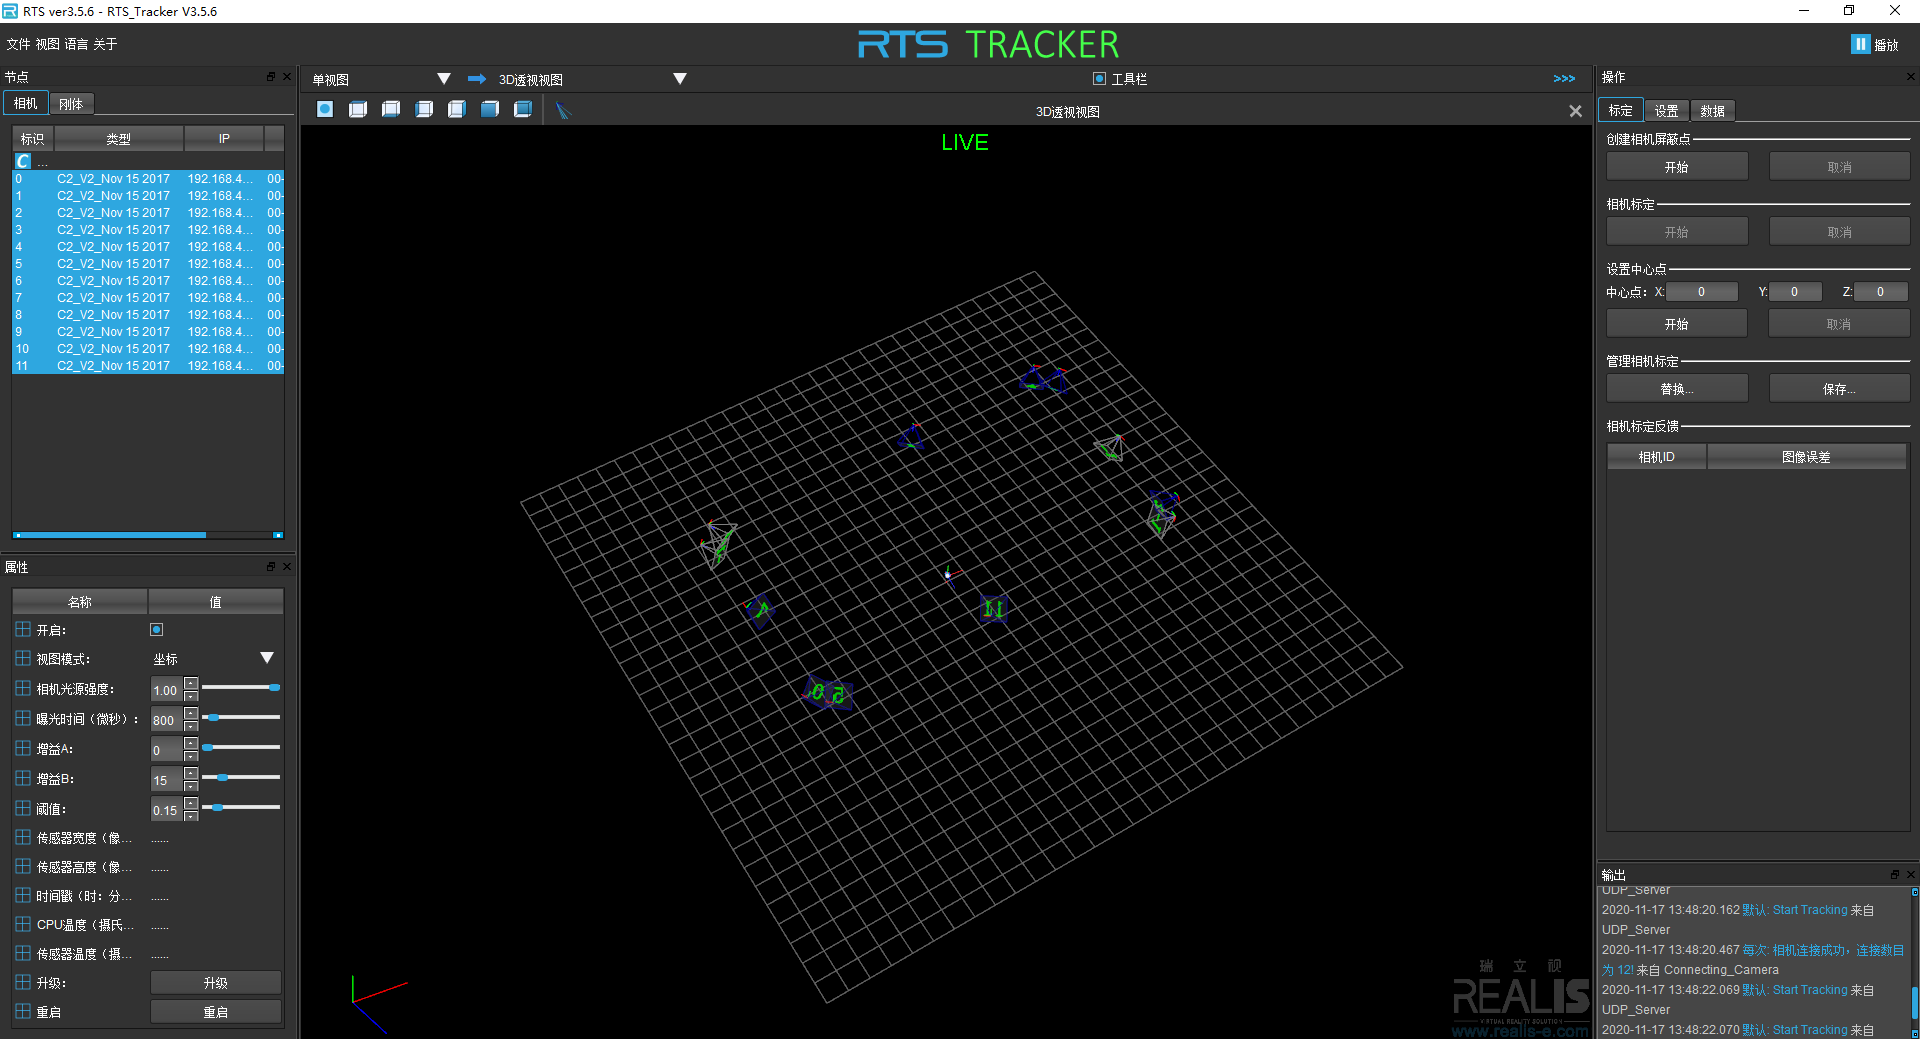 RTS ver3.5.6 - RTS_Tracker V3.5.6
文件 视图 语言 关于
RTS TRACKER
播放
节点
相机 刚体
标识 类型 IP
C ...
0 C2_V2_Nov 15 2017 192.168.4... 00-
1 C2_V2_Nov 15 2017 192.168.4... 00-
2 C2_V2_Nov 15 2017 192.168.4... 00-
3 C2_V2_Nov 15 2017 192.168.4... 00-
4 C2_V2_Nov 15 2017 192.168.4... 00-
5 C2_V2_Nov 15 2017 192.168.4... 00-
6 C2_V2_Nov 15 2017 192.168.4... 00-
7 C2_V2_Nov 15 2017 192.168.4... 00-
8 C2_V2_Nov 15 2017 192.168.4... 00-
9 C2_V2_Nov 15 2017 192.168.4... 00-
10 C2_V2_Nov 15 2017 192.168.4... 00-
11 C2_V2_Nov 15 2017 192.168.4... 00-
属性
名称 值
开启:
视图模式: 坐标
相机光源强度: 1.00
曝光时间（微秒）: 800
增益A: 0
增益B: 15
阈值: 0.15
传感器宽度（像... ......
传感器高度（像... ......
时间戳（时：分... ......
CPU温度（摄氏... ......
传感器温度（摄... ......
升级: 升级
重启 重启
单视图 3D透视视图 工具栏 >>>
3D透视视图
LIVE
11
0 5
瑞立视
REALIS
VIRTUAL REALITY SOLUTION
www.realis-e.com
操作
标定 设置 数据
创建相机屏蔽点
开始 取消
相机标定
开始 取消
设置中心点
中心点: X: 0 Y: 0 Z: 0
开始 取消
管理相机标定
替换... 保存...
相机标定反馈
相机ID 图像误差
输出
UDP_Server
2020-11-17 13:48:20.162 默认: Start Tracking 来自
UDP_Server
2020-11-17 13:48:20.467 每次: 相机连接成功，连接数目
为 12! 来自 Connecting_Camera
2020-11-17 13:48:22.069 默认: Start Tracking 来自
UDP_Server
2020-11-17 13:48:22.070 默认: Start Tracking 来自